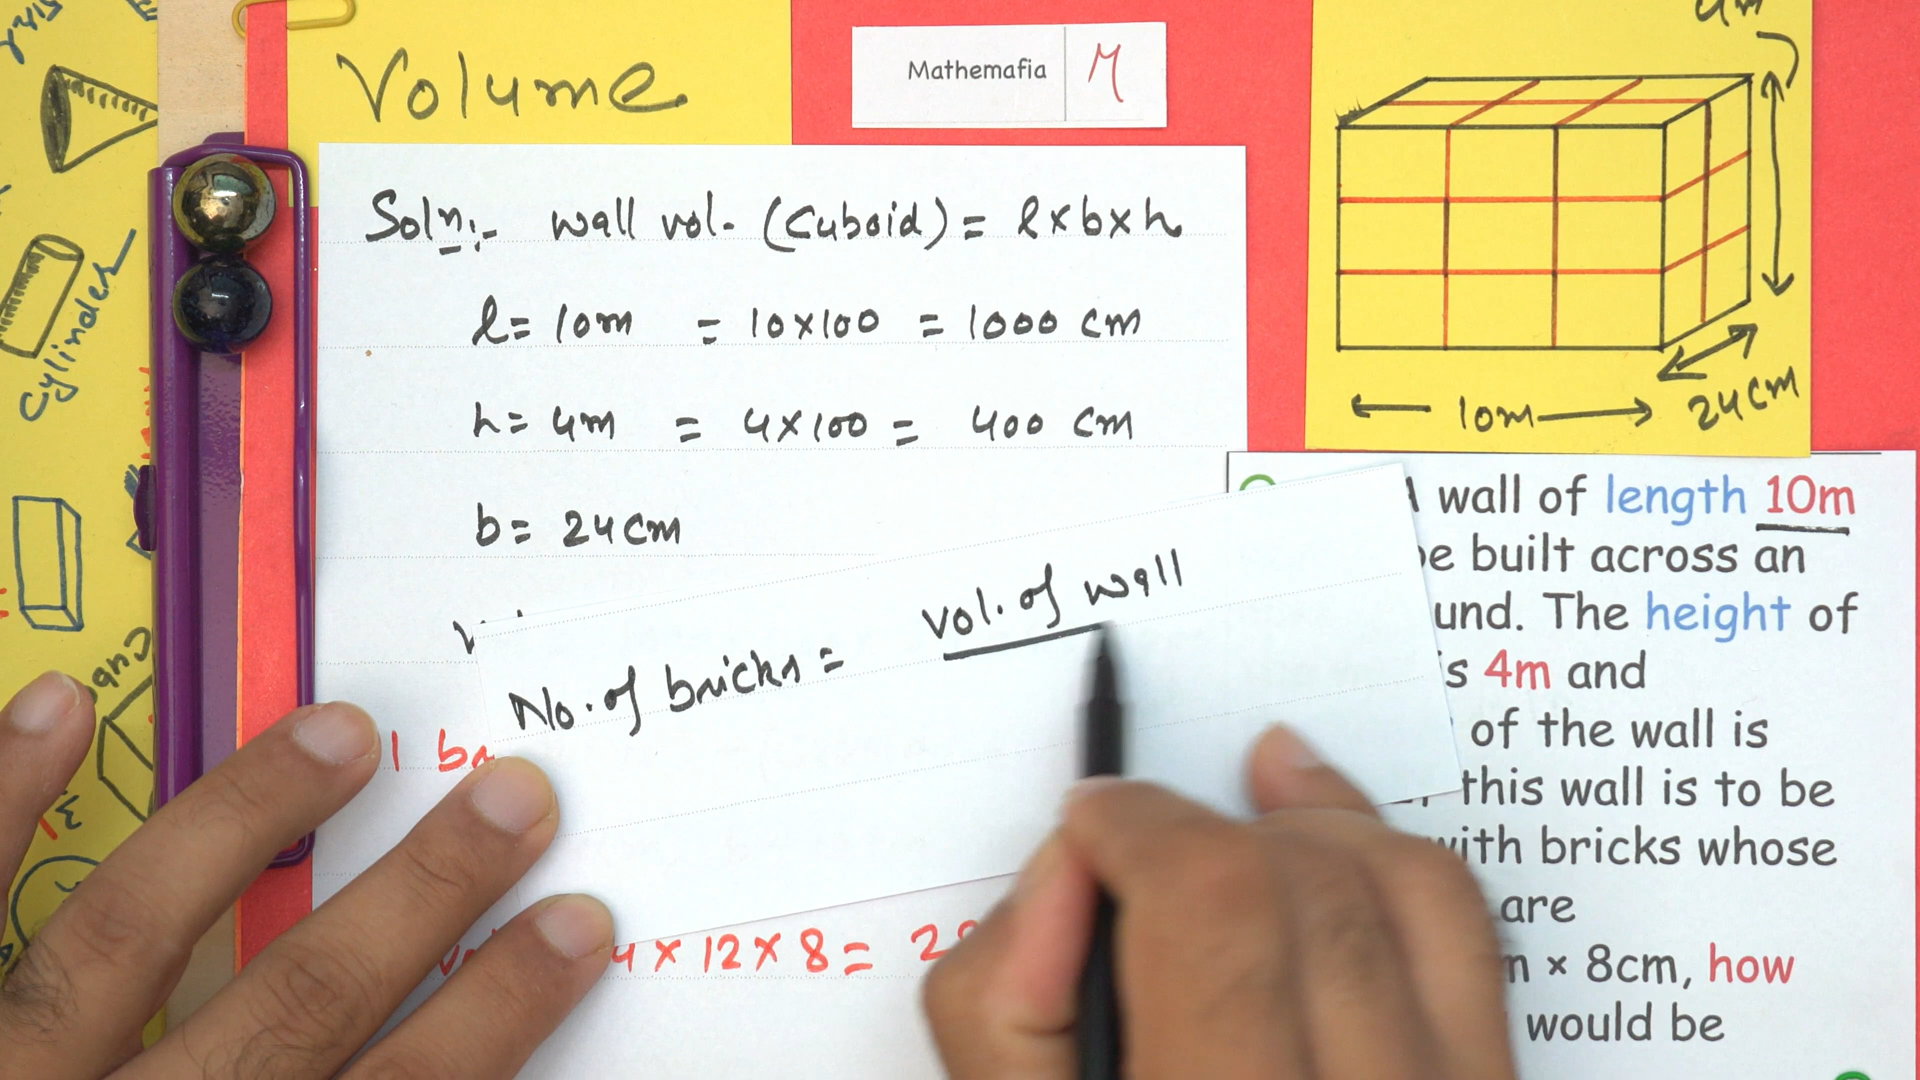 Volume
Mathemafia M
Soln:- wall vol. (Cuboid) = l×b×h
l = 10m = 10×100 = 1000 cm
h = 4m = 4×100 = 400 cm
b = 24cm
No. of bricks = vol. of wall
1
4 × 12 × 8 =
4m
10m
24cm
wall of length 10m
be built across an
The height of
4m and
of the wall is
this wall is to be
with bricks whose
are
× 8cm, how
would be
Cylinder